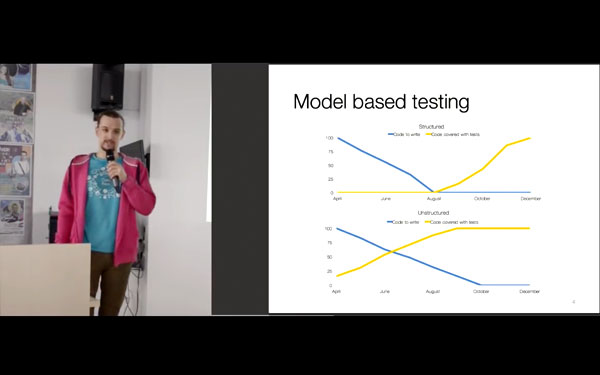 Model based testing
Structured
Code to write Code covered with tests
100
75
50
25
0
April June August October December
Unstructured
Code to write Code covered with tests
100
75
50
25
0
April June August October December